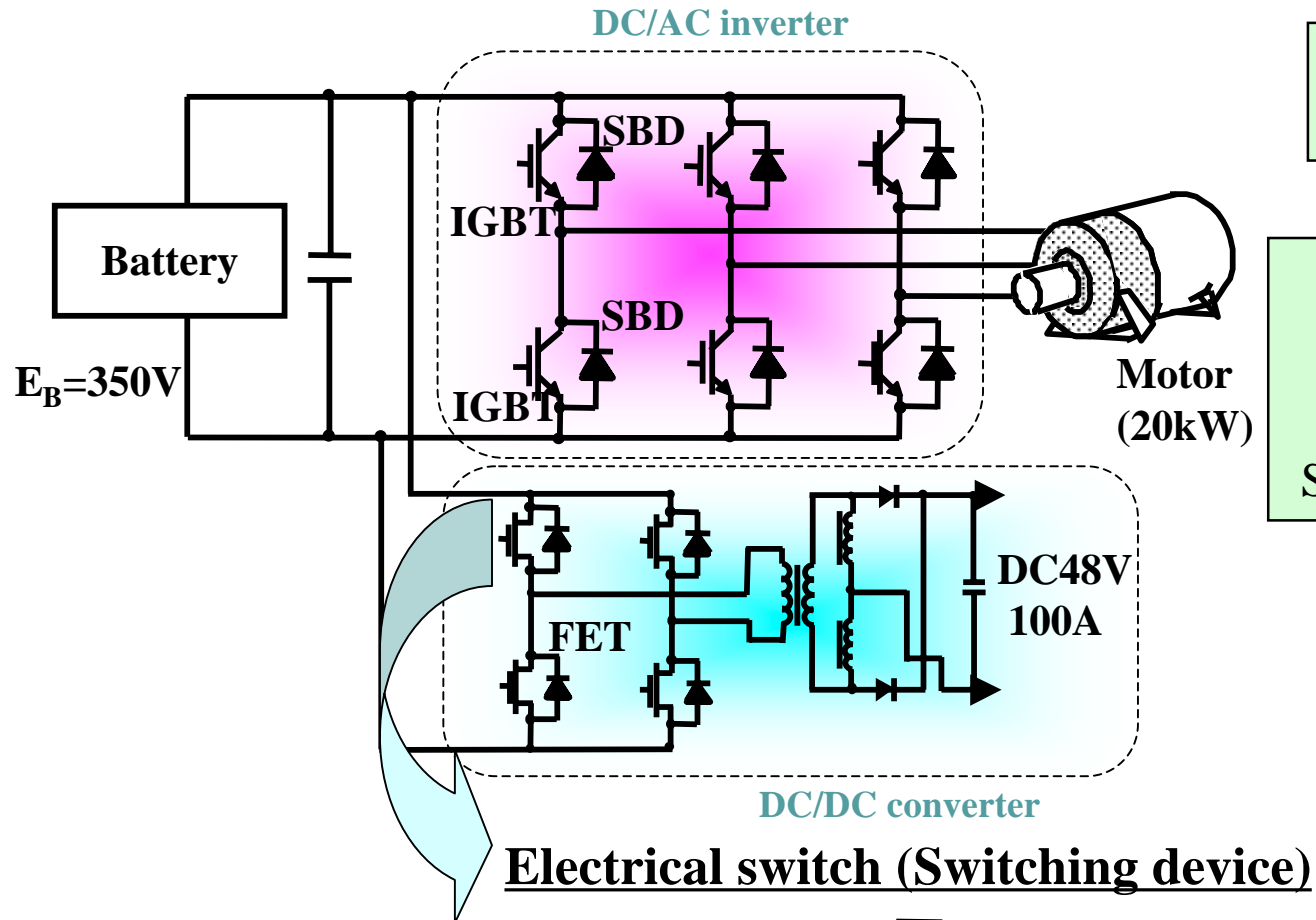 DC/AC inverter
SBD
IGBT
Battery
SBD
E_B=350V
IGBT
Motor
(20kW)
S
DC48V
100A
FET
DC/DC converter
Electrical switch (Switching device)